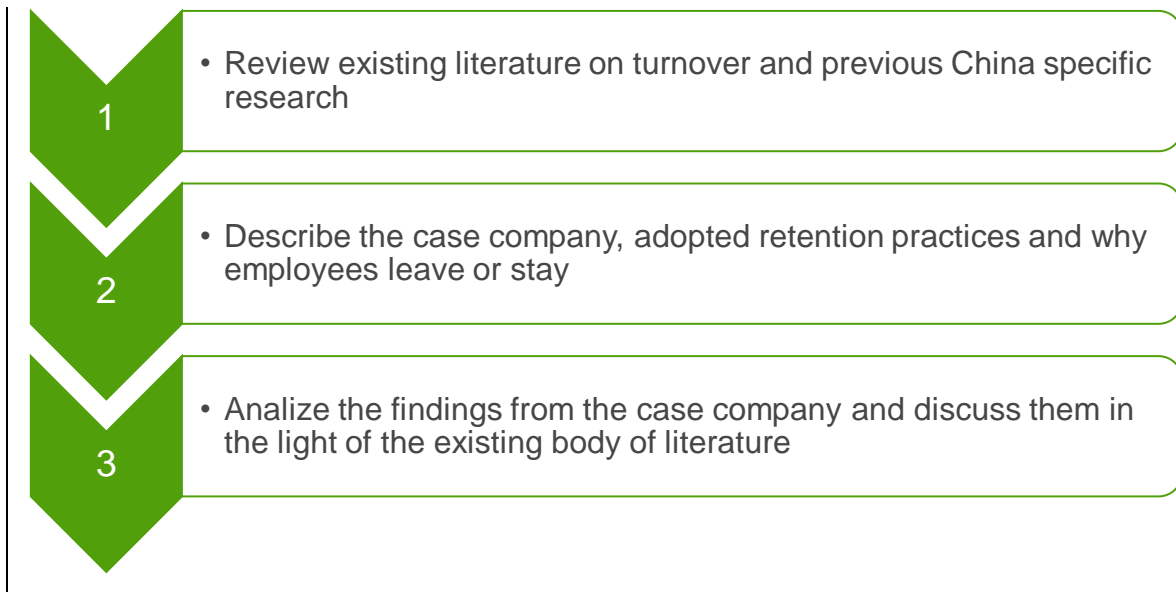 1
• Review existing literature on turnover and previous China specific
research
2
• Describe the case company, adopted retention practices and why
employees leave or stay
3
• Analize the findings from the case company and discuss them in
the light of the existing body of literature